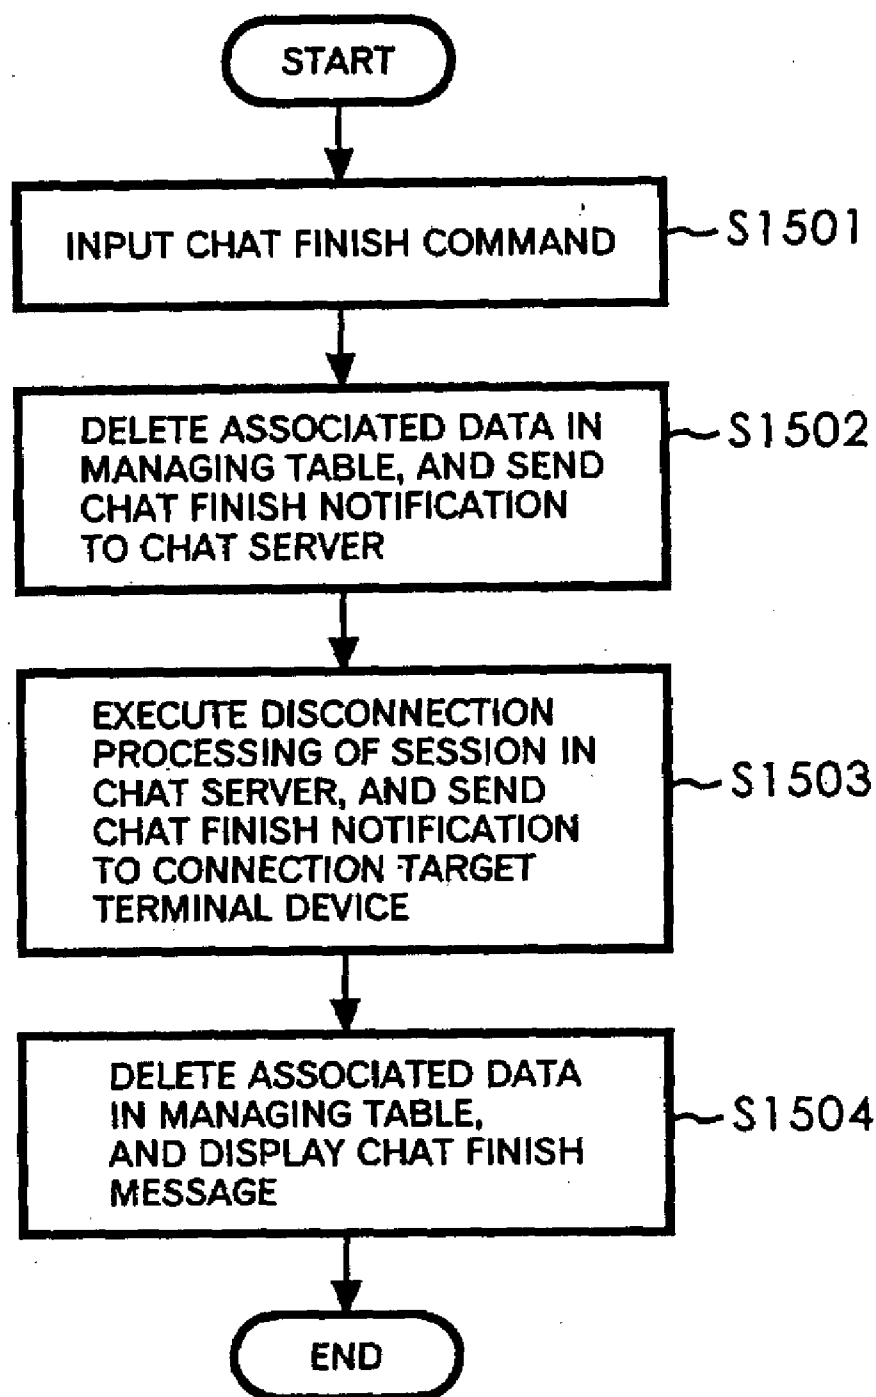 START
INPUT CHAT FINISH COMMAND
S1501
DELETE ASSOCIATED DATA IN
MANAGING TABLE, AND SEND
CHAT FINISH NOTIFICATION
TO CHAT SERVER
S1502
EXECUTE DISCONNECTION
PROCESSING OF SESSION IN
CHAT SERVER, AND SEND
CHAT FINISH NOTIFICATION
TO CONNECTION TARGET
TERMINAL DEVICE
S1503
DELETE ASSOCIATED DATA
IN MANAGING TABLE,
AND DISPLAY CHAT FINISH
MESSAGE
S1504
END